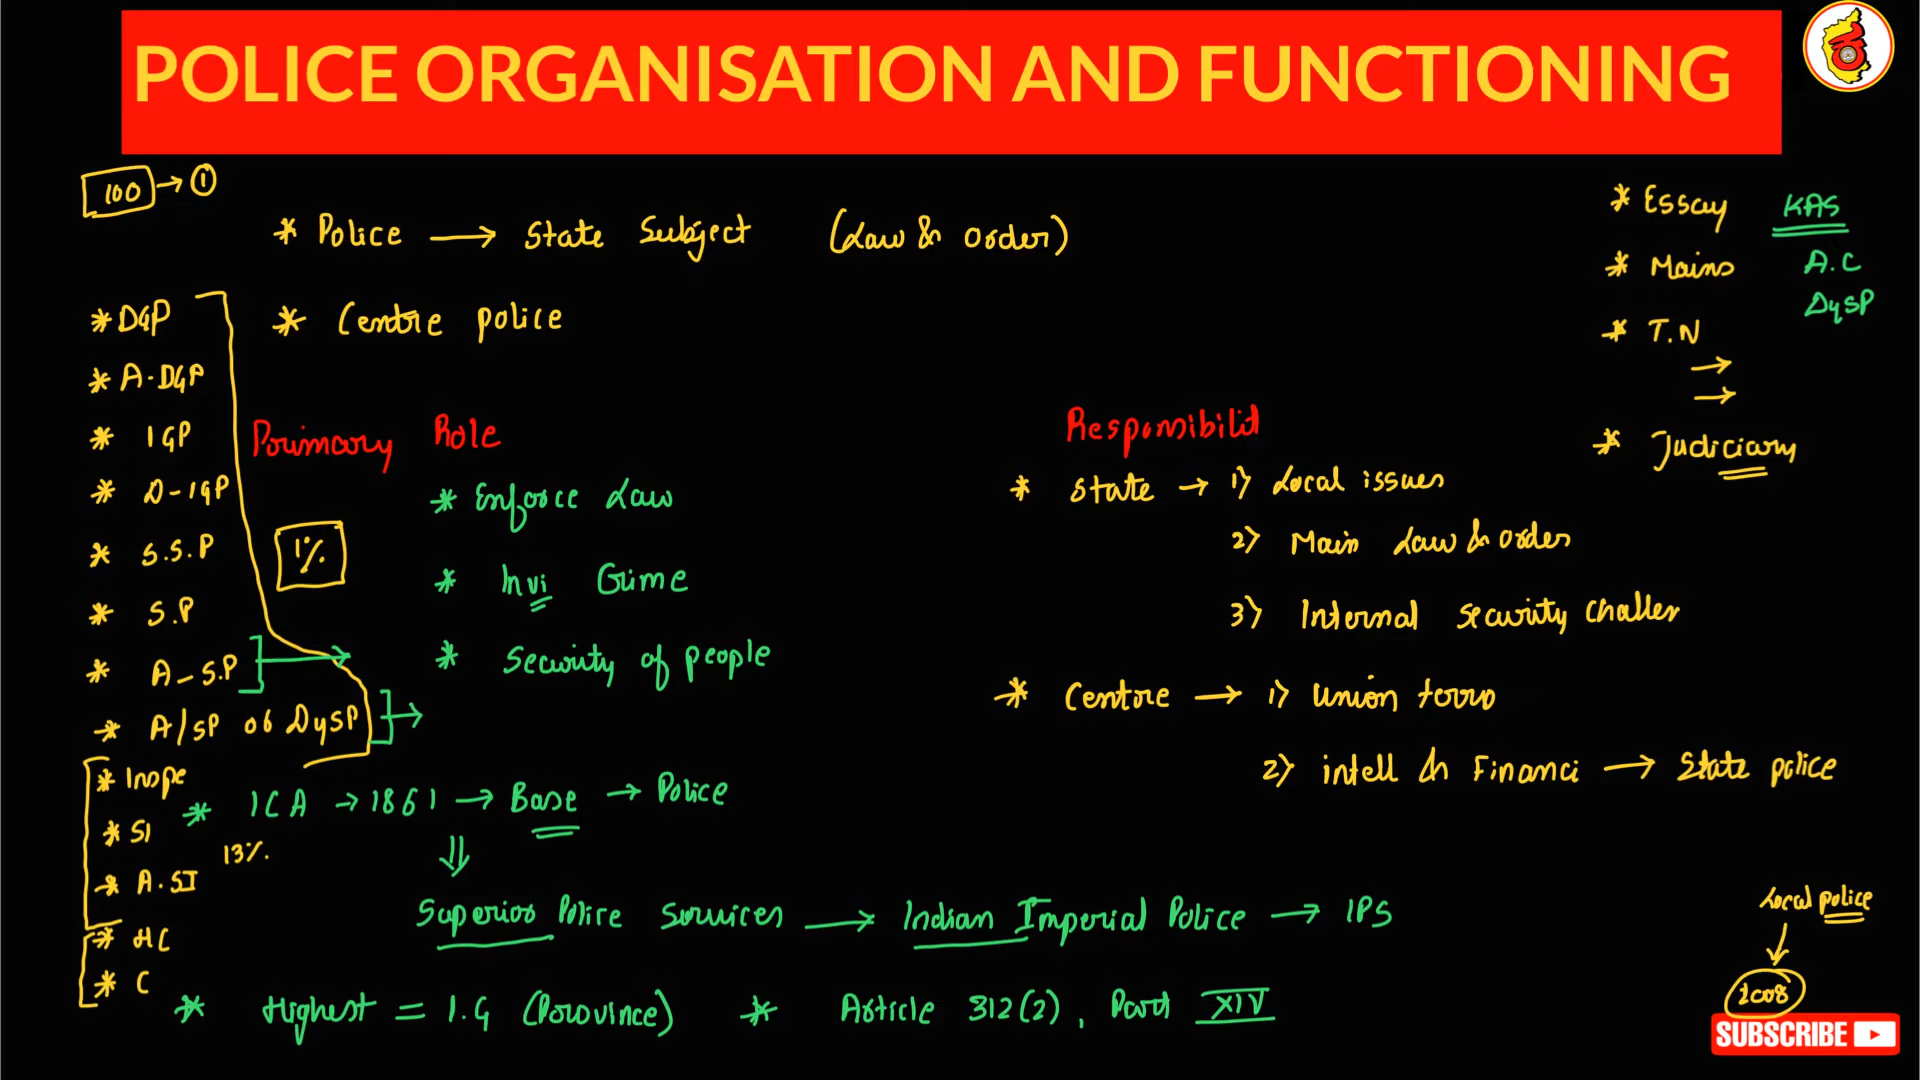 POLICE ORGANISATION AND FUNCTIONING
100 → 1
* Police → State Subject (Law & order)
* Centre police
* Essay
* Mains
* T.N
→
→
* Judiciary
KAS
A.C
DySP
* DGP
* A.DGP
* IGP
* D-IGP
* S.S.P
* S.P
* A-S.P
* A/SP or DySP
1%
* Inspe
* SI
* A.SI
13%
* HC
* C
Primary Role
* Enforce Law
* Invi Crime
* Security of people
Responsibilit
* State → 1) Local issues
2) Main Law & order
3) Internal Security Challen
* Centre → 1) Union terro
2) intell & Financi → State police
* ICA → 1861 → Base → Police
Superior Police Services → Indian Imperial Police → IPS
* Highest = I.G (Province)
* Article 312(2), Part XIV
Local police
2008
SUBSCRIBE